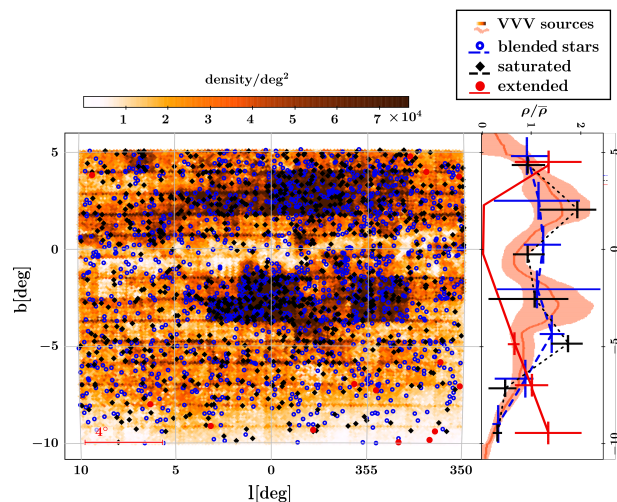 VVV sources
blended stars
saturated
extended
density/deg²
1 2 3 4 5 6 7 × 10⁴
ρ/ρ̅
0 1 2
5
0
−5
−10
b[deg]
4°
10 5 0 355 350
l[deg]
5
0
−5
−10